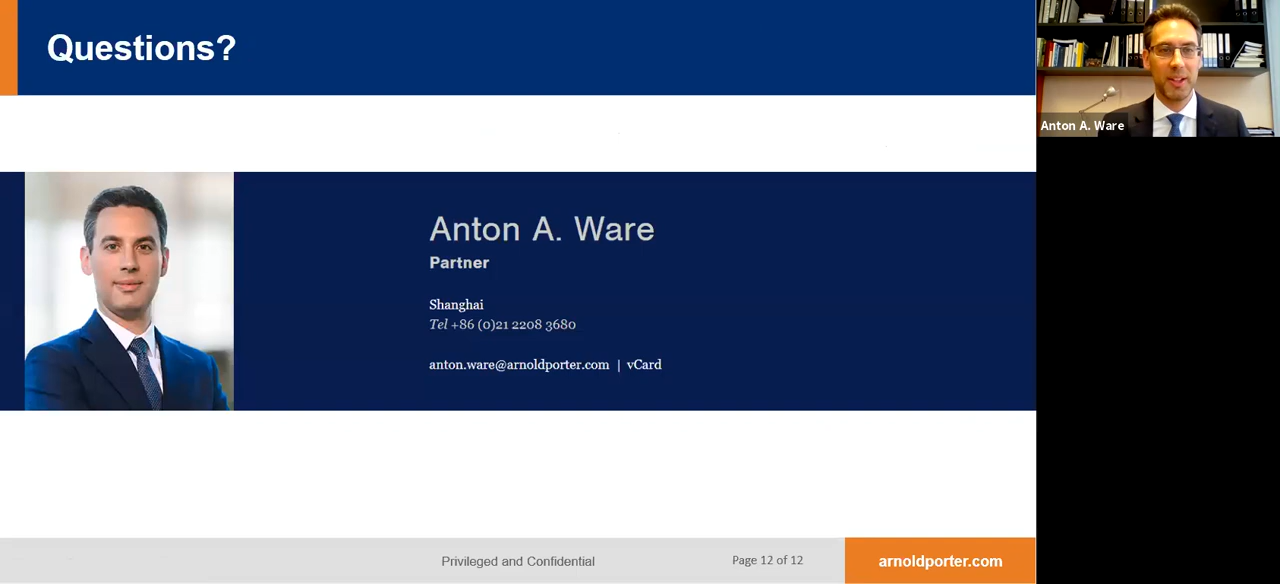 Questions?
Anton A. Ware
Anton A. Ware
Partner
Shanghai
Tel +86 (0)21 2208 3680
anton.ware@arnoldporter.com | vCard
Privileged and Confidential
Page 12 of 12
arnoldporter.com